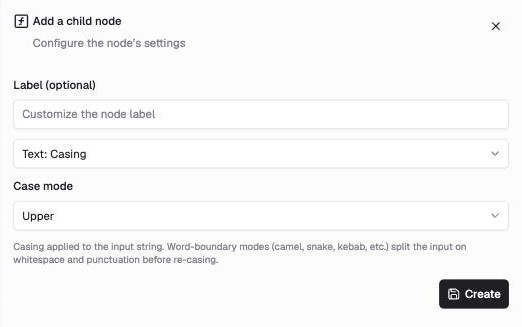 Add a child node
Configure the node's settings
Label (optional)
Customize the node label
Text: Casing
Case mode
Upper
Casing applied to the input string. Word-boundary modes (camel, snake, kebab, etc.) split the input on
whitespace and punctuation before re-casing.
Create